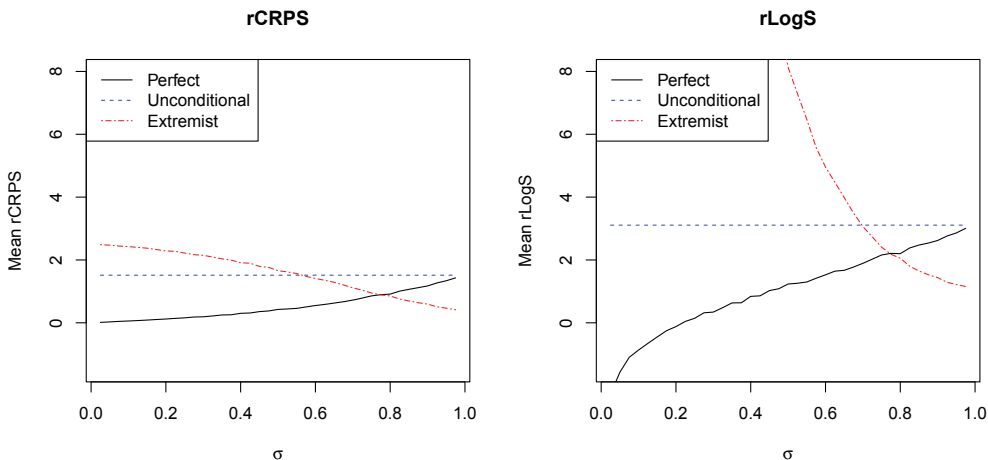 rCRPS
Mean rCRPS
8
6
4
2
0
Perfect
Unconditional
Extremist
0.0 0.2 0.4 0.6 0.8 1.0
σ
rLogS
Mean rLogS
8
6
4
2
0
Perfect
Unconditional
Extremist
0.0 0.2 0.4 0.6 0.8 1.0
σ